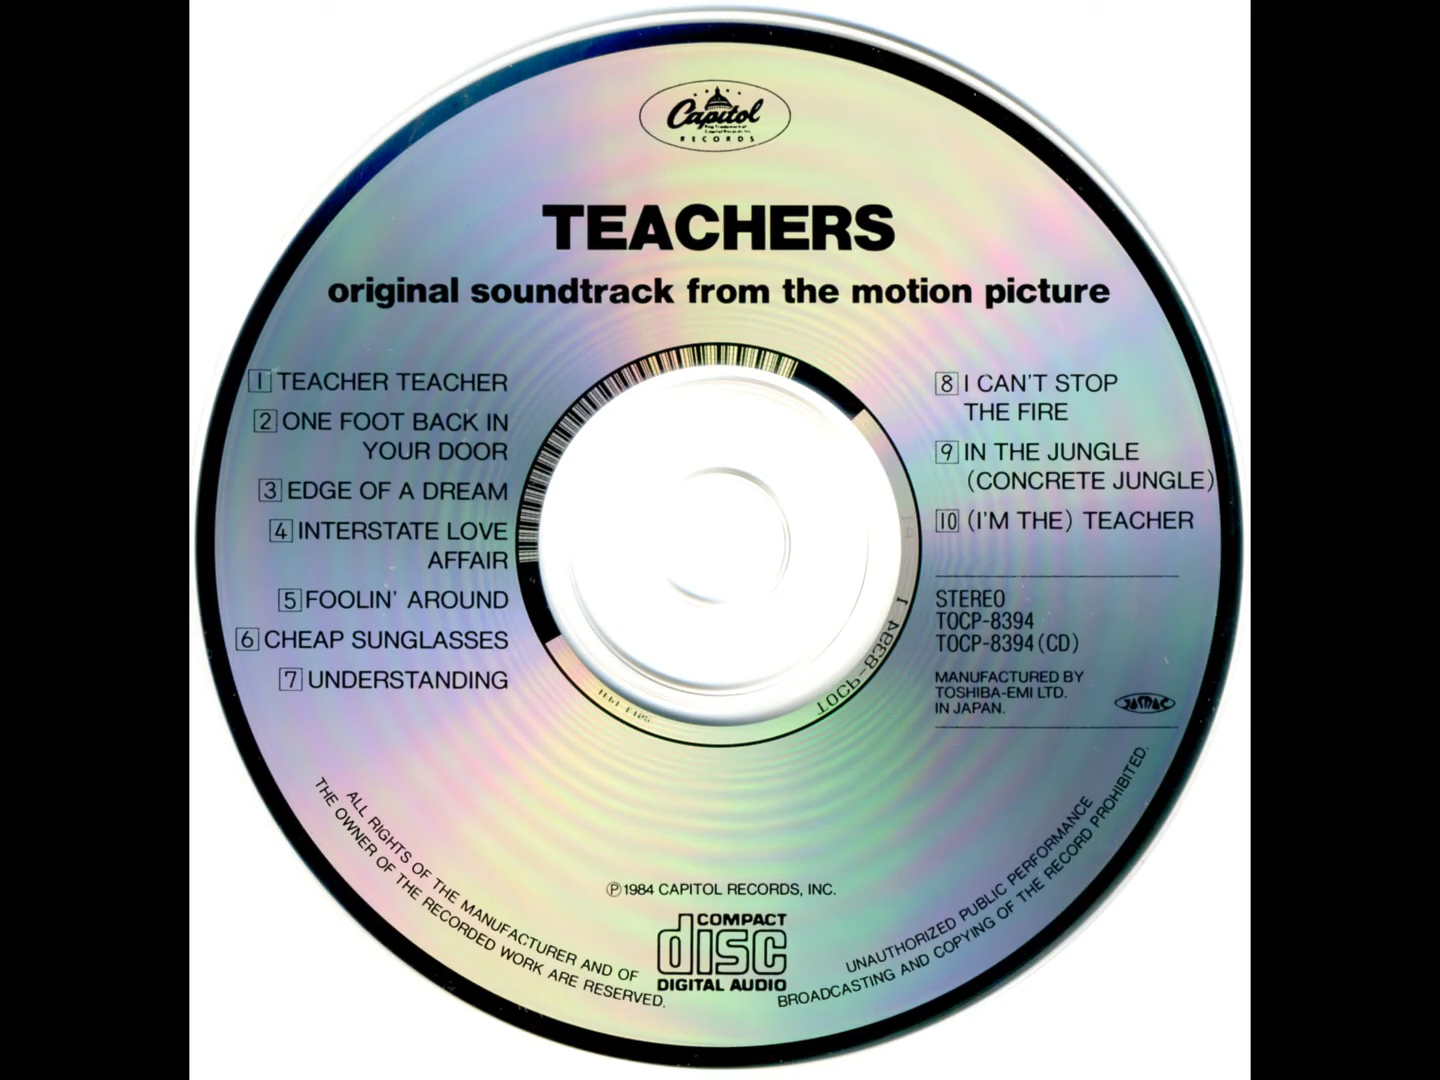 Capitol
RECORDS
TEACHERS
original soundtrack from the motion picture
1 TEACHER TEACHER
2 ONE FOOT BACK IN
YOUR DOOR
3 EDGE OF A DREAM
4 INTERSTATE LOVE
AFFAIR
5 FOOLIN' AROUND
6 CHEAP SUNGLASSES
7 UNDERSTANDING
8 I CAN'T STOP
THE FIRE
9 IN THE JUNGLE
(CONCRETE JUNGLE)
10 (I'M THE) TEACHER
STEREO
TOCP-8394
TOCP-8394(CD)
MANUFACTURED BY
TOSHIBA-EMI LTD.
IN JAPAN.
JASRAC
TOCP-8394 1
ALL RIGHTS OF THE MANUFACTURER AND OF
THE OWNER OF THE RECORDED WORK ARE RESERVED.
UNAUTHORIZED PUBLIC PERFORMANCE
BROADCASTING AND COPYING OF THE RECORD PROHIBITED.
Ⓟ1984 CAPITOL RECORDS, INC.
COMPACT
disc
DIGITAL AUDIO